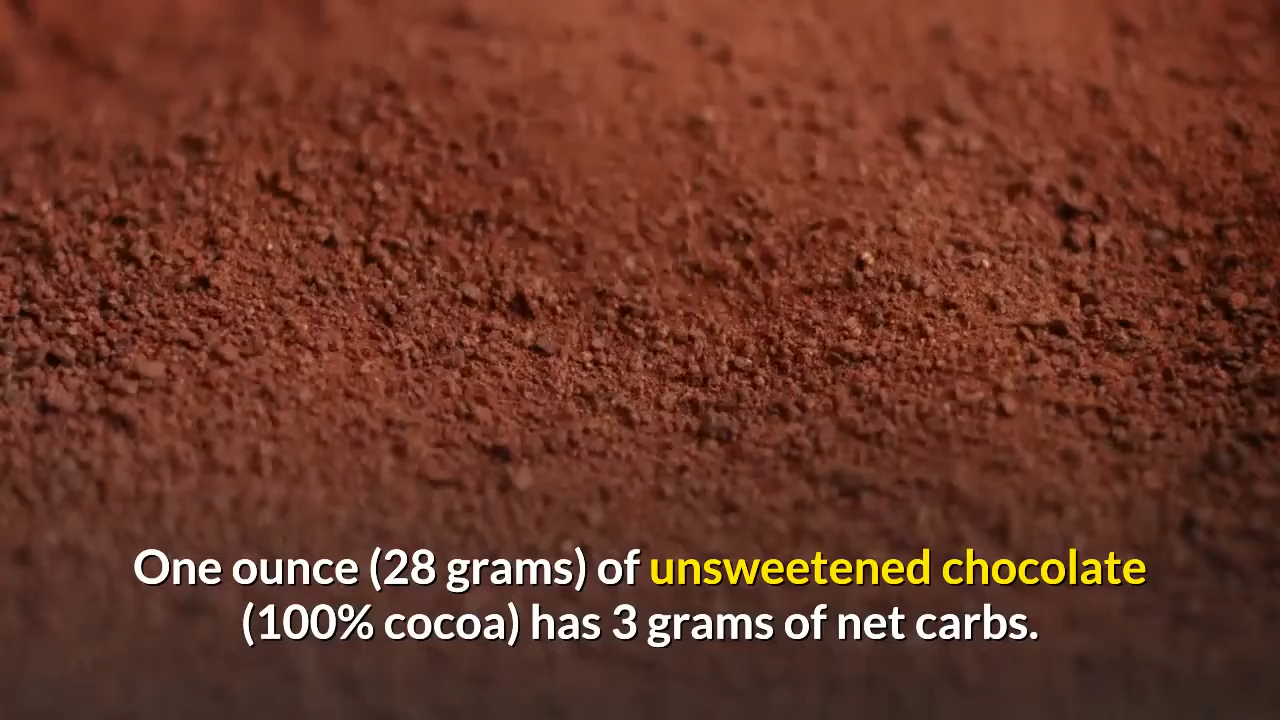 One ounce (28 grams) of unsweetened chocolate
(100% cocoa) has 3 grams of net carbs.